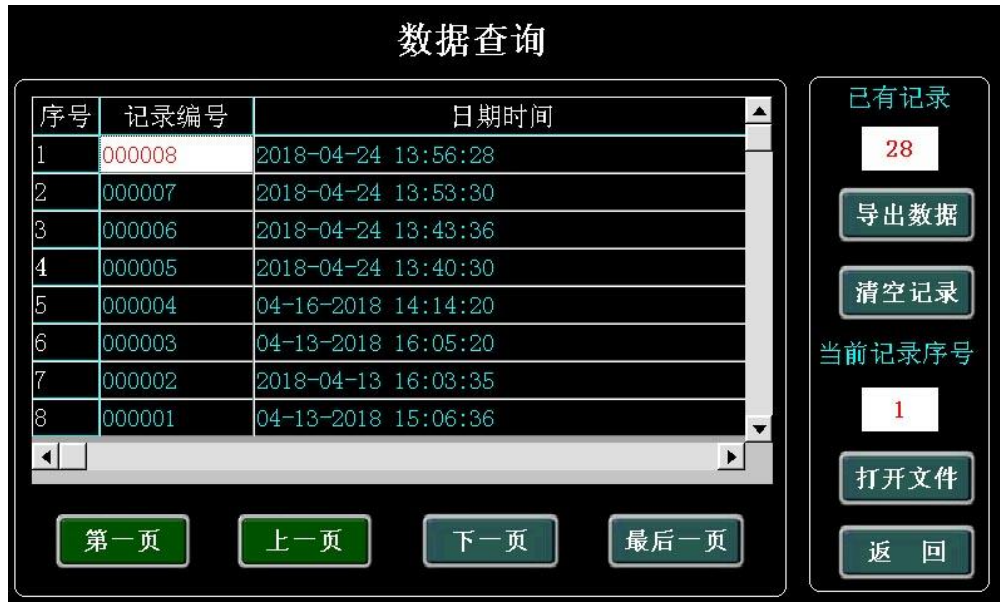 数据查询
序号 记录编号 日期时间
1 000008 2018-04-24 13:56:28
2 000007 2018-04-24 13:53:30
3 000006 2018-04-24 13:43:36
4 000005 2018-04-24 13:40:30
5 000004 04-16-2018 14:14:20
6 000003 04-13-2018 16:05:20
7 000002 2018-04-13 16:03:35
8 000001 04-13-2018 15:06:36
第一页 上一页 下一页 最后一页
已有记录
28
导出数据
清空记录
当前记录序号
1
打开文件
返 回